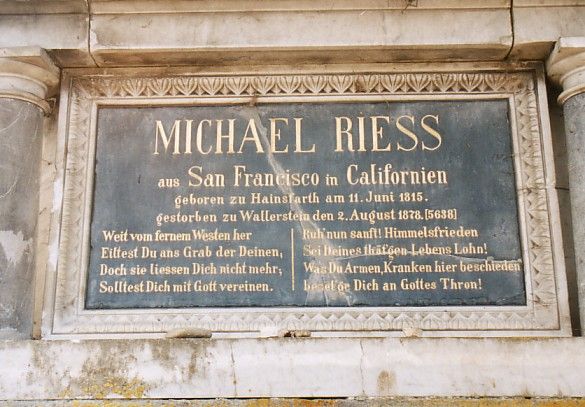 MICHAEL RIESS
aus San Francisco in Californien
geboren zu Hainsfarth am 11. Juni 1815.
gestorben zu Wallerstein den 2. August 1878. [5638]
Weit vom fernem Westen her
Eiltest Du ans Grab der Deinen,
Doch sie liessen Dich nicht mehr;
Solltest Dich mit Gott vereinen.
Ruh' nun sanft! Himmelsfrieden
Sei Deines thät'gen Lebens Lohn!
Was Du Armen, Kranken hier beschieden
Dich an Gottes Thron!